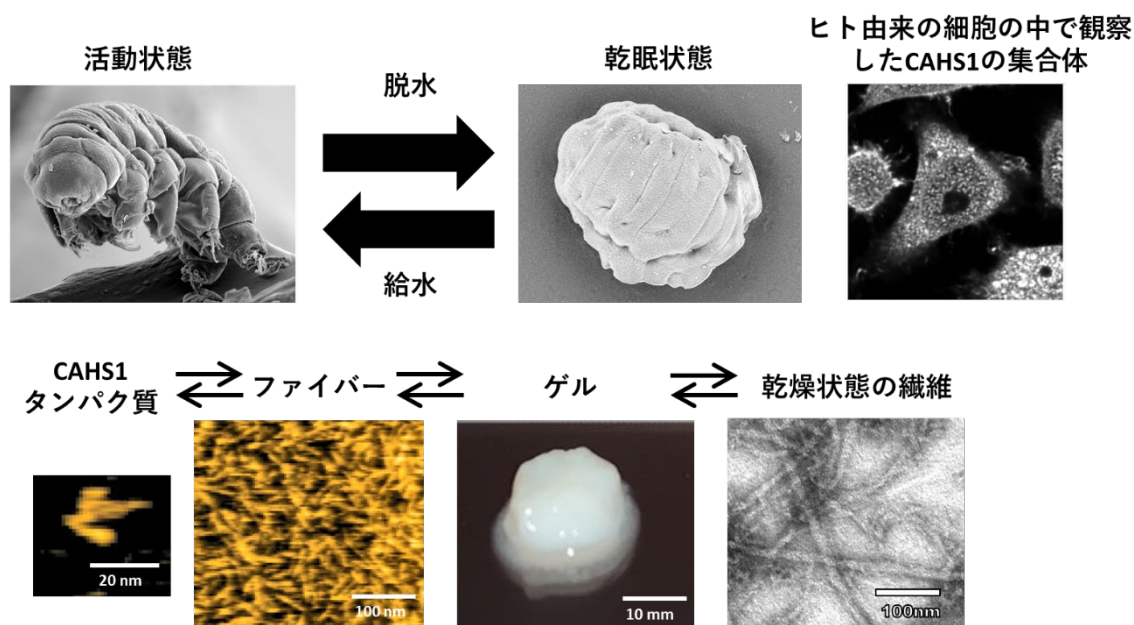 活動状態
脱水
給水
乾眠状態
ヒト由来の細胞の中で観察
したCAHS1の集合体
CAHS1
タンパク質
ファイバー
ゲル
乾燥状態の繊維
20 nm
100 nm
10 mm
100nm